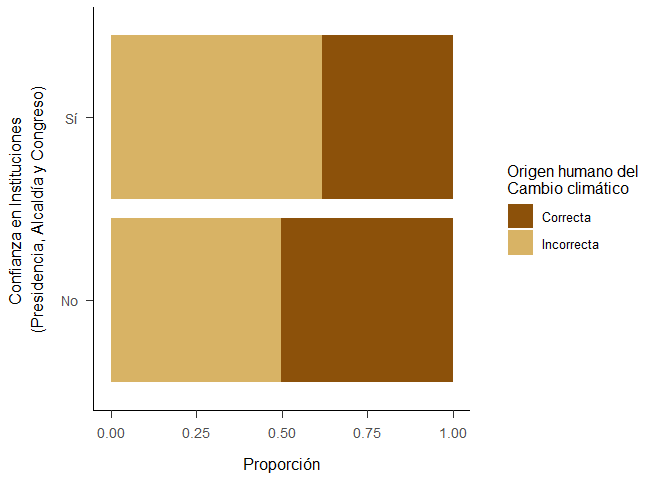 Confianza en Instituciones
(Presidencia, Alcaldía y Congreso)
Sí
No
0.00
0.25
0.50
0.75
1.00
Proporción
Origen humano del
Cambio climático
Correcta
Incorrecta